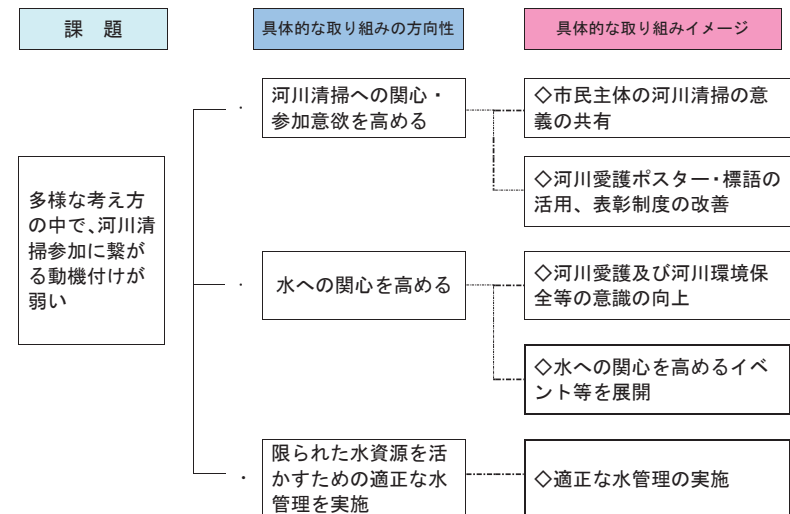 課 題
具体的な取り組みの方向性
具体的な取り組みイメージ
多様な考え方
の中で、河川清
掃参加に繋が
る動機付けが
弱い
・
河川清掃への関心・
参加意欲を高める
◇市民主体の河川清掃の意
義の共有
◇河川愛護ポスター・標語の
活用、表彰制度の改善
・
水への関心を高める
◇河川愛護及び河川環境保
全等の意識の向上
◇水への関心を高めるイベ
ント等を展開
・
限られた水資源を活
かすための適正な水
管理を実施
◇適正な水管理の実施